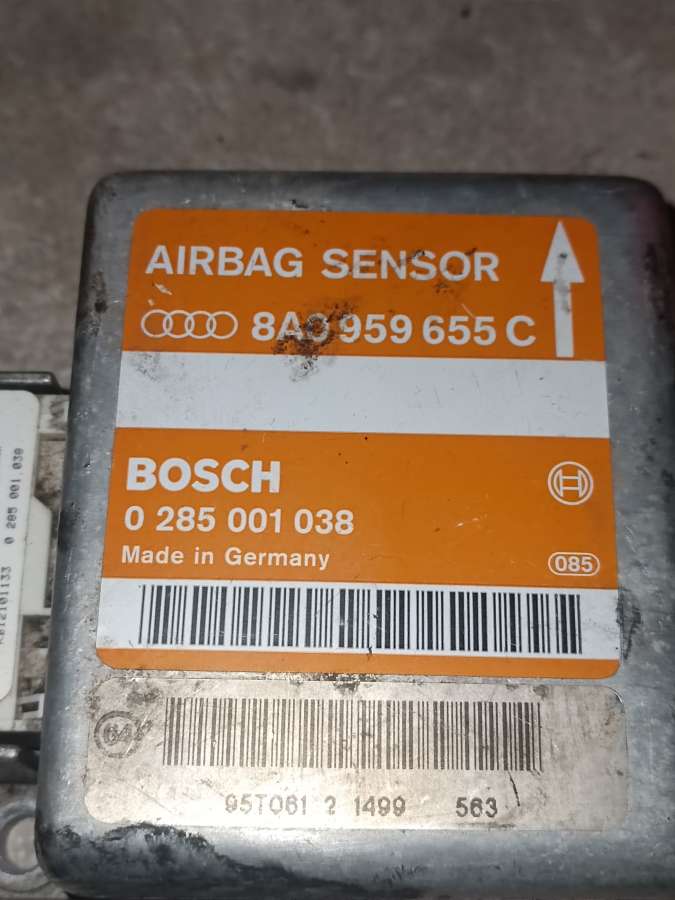 AIRBAG SENSOR
8A0 959 655 C
BOSCH
0 285 001 038
Made in Germany
085
95T061 2 1499 563
0 285 001 038